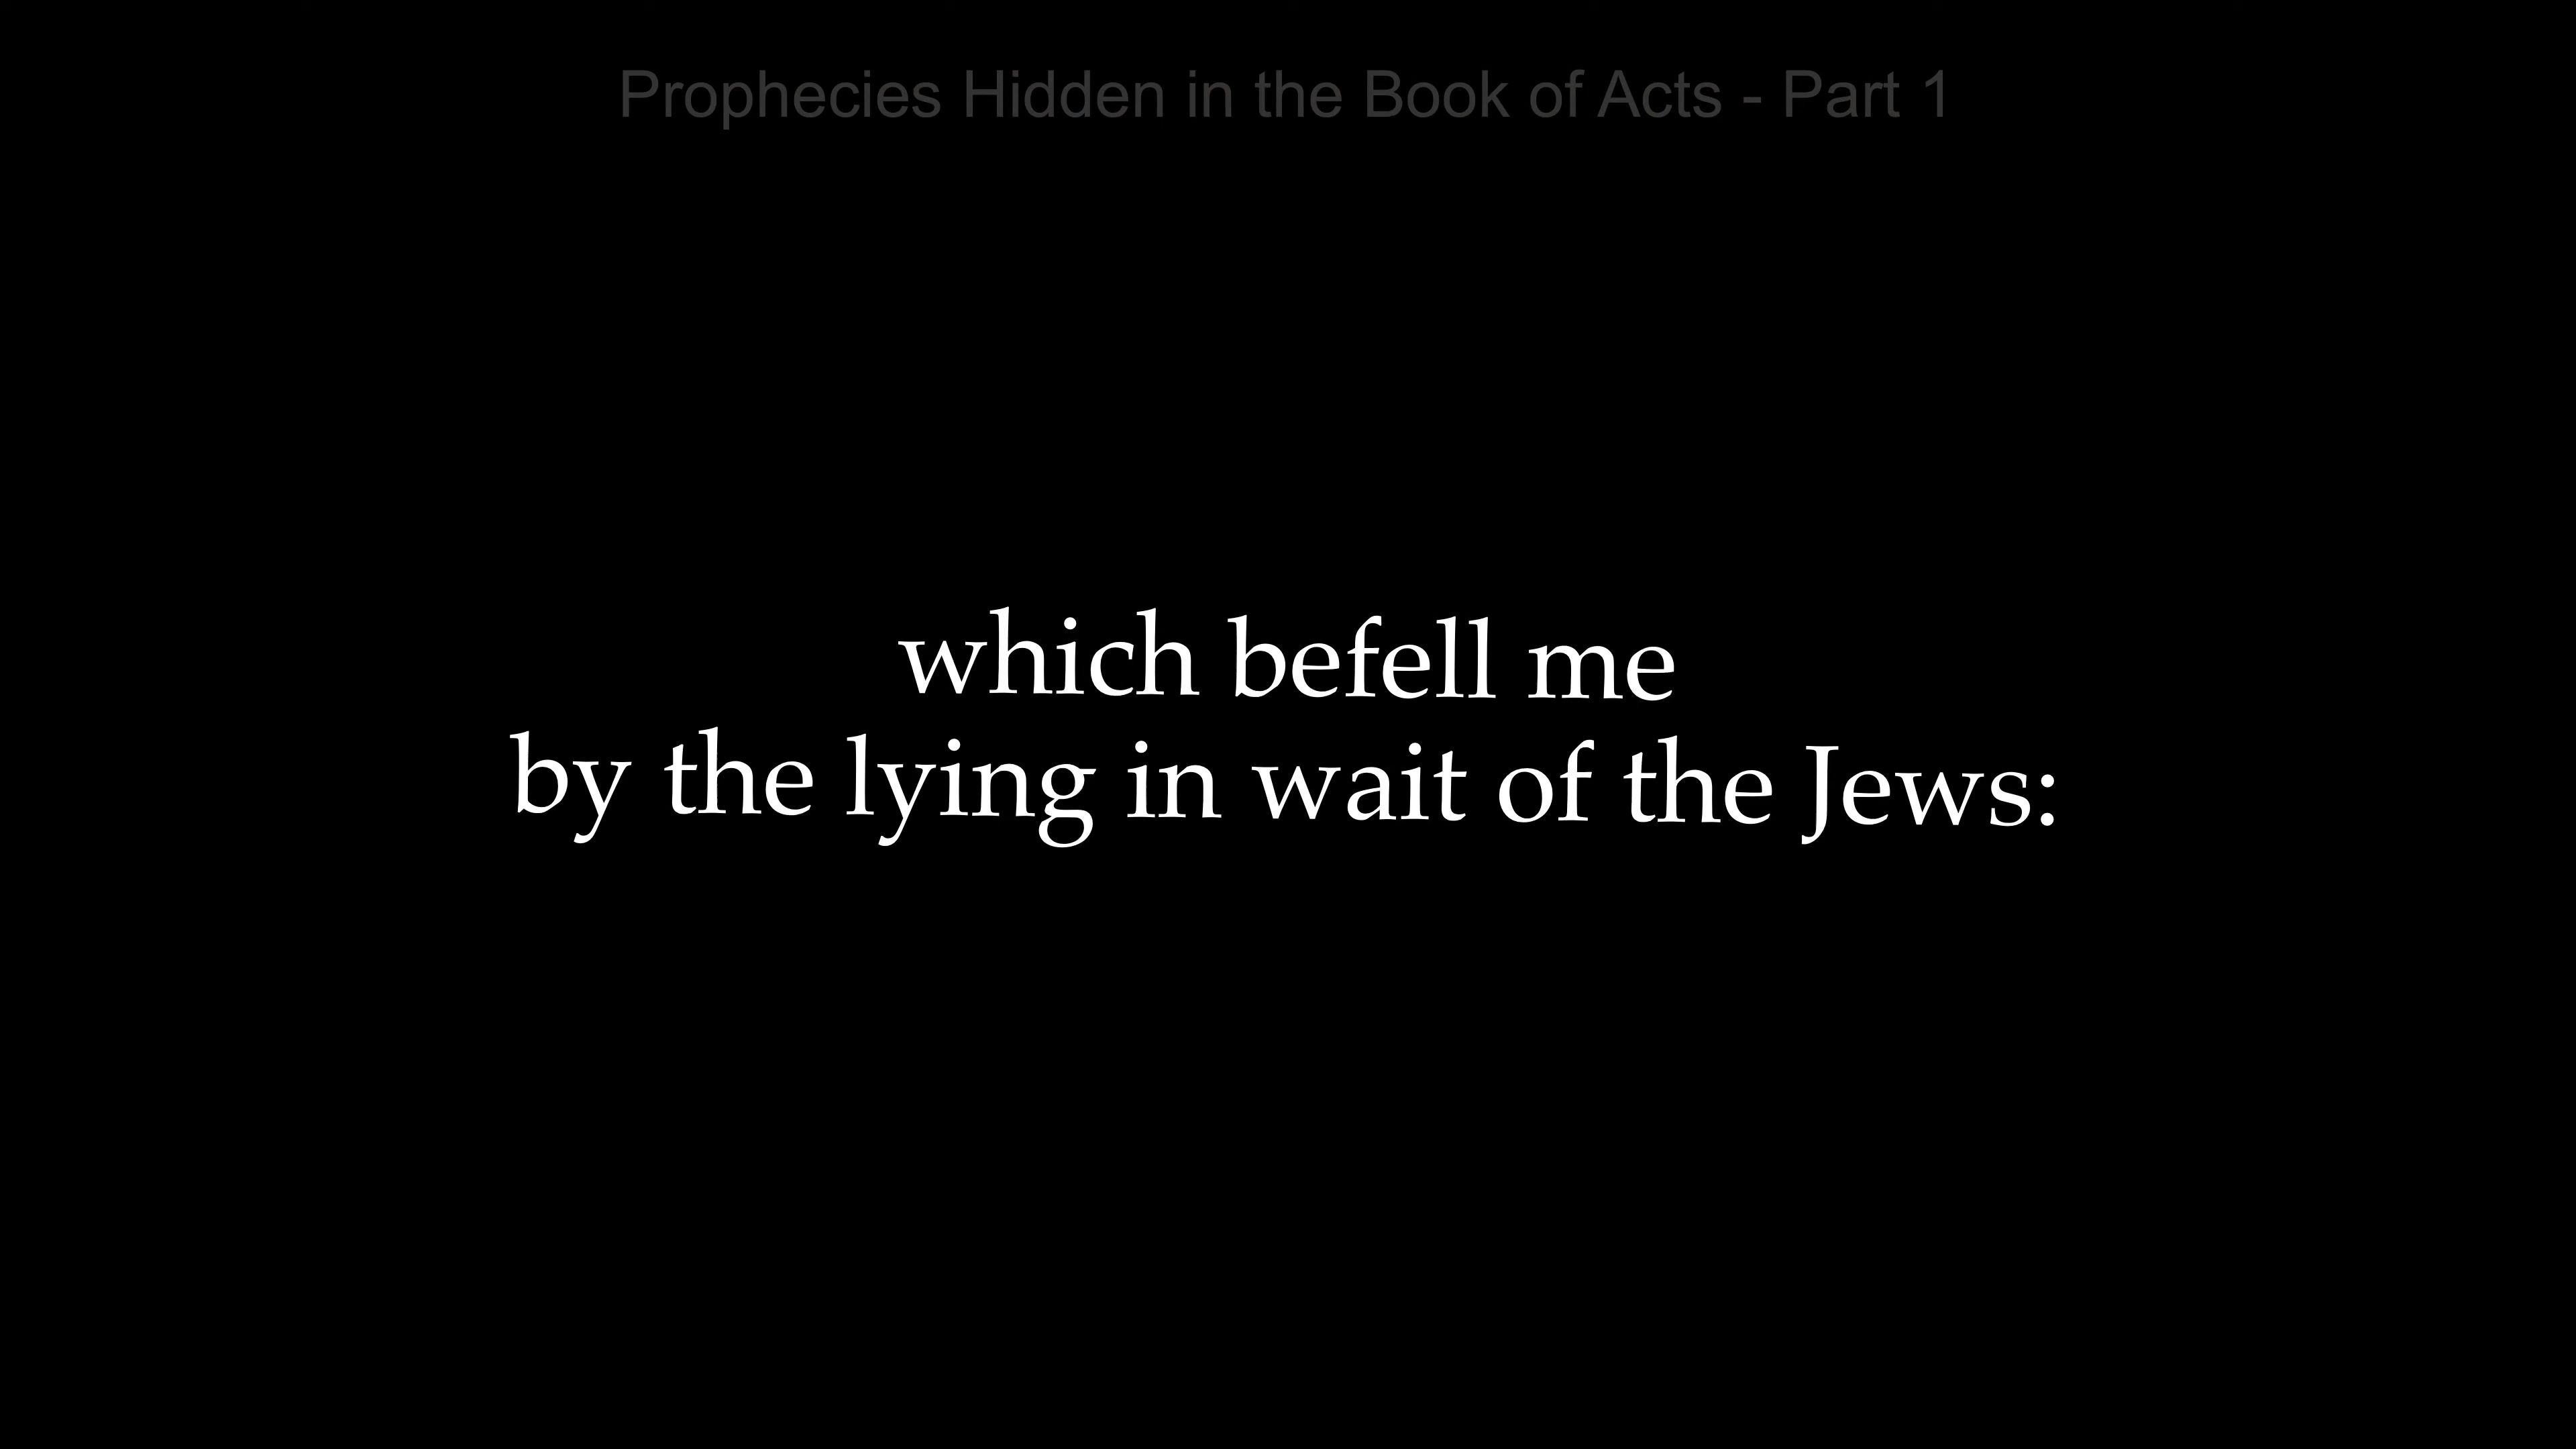 Prophecies Hidden in the Book of Acts - Part 1
which befell me
by the lying in wait of the Jews: